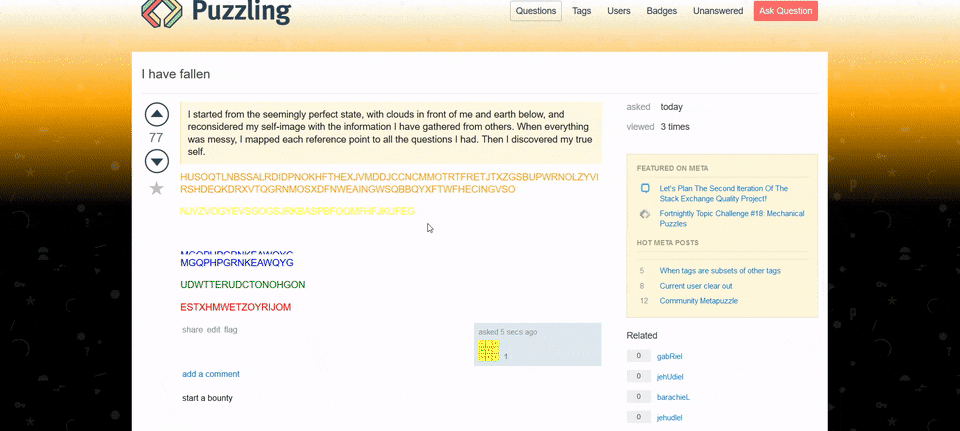 Puzzling
Questions Tags Users Badges Unanswered Ask Question
I have fallen
77
I started from the seemingly perfect state, with clouds in front of me and earth below, and
reconsidered my self-image with the information I have gathered from others. When everything
was messy, I mapped each reference point to all the questions I had. Then I discovered my true
self.
HUSOQTLNBSSALRDIDPNOKHFTHEXJVMDDJCCNCMMOTRTFRETJTXZGSBUPWRNOLZYVI
RSHDEQKDRXVTQGRNMOSXDFNWEAINGWSQBBQYXFTWFHECINGVSO
MGQPHPGRNKEAWQYG
UDWTTERUDCTONOHGON
ESTXHMWETZOYRIJOM
share edit flag
asked 5 secs ago
1
add a comment
start a bounty
asked today
viewed 3 times
FEATURED ON META
Let's Plan The Second Iteration Of The
Stack Exchange Quality Project!
Fortnightly Topic Challenge #18: Mechanical
Puzzles
HOT META POSTS
5 When tags are subsets of other tags
8 Current user clear out
12 Community Metapuzzle
Related
0 gabRiel
0 jehUdiel
0 barachieL
0 jehudiel